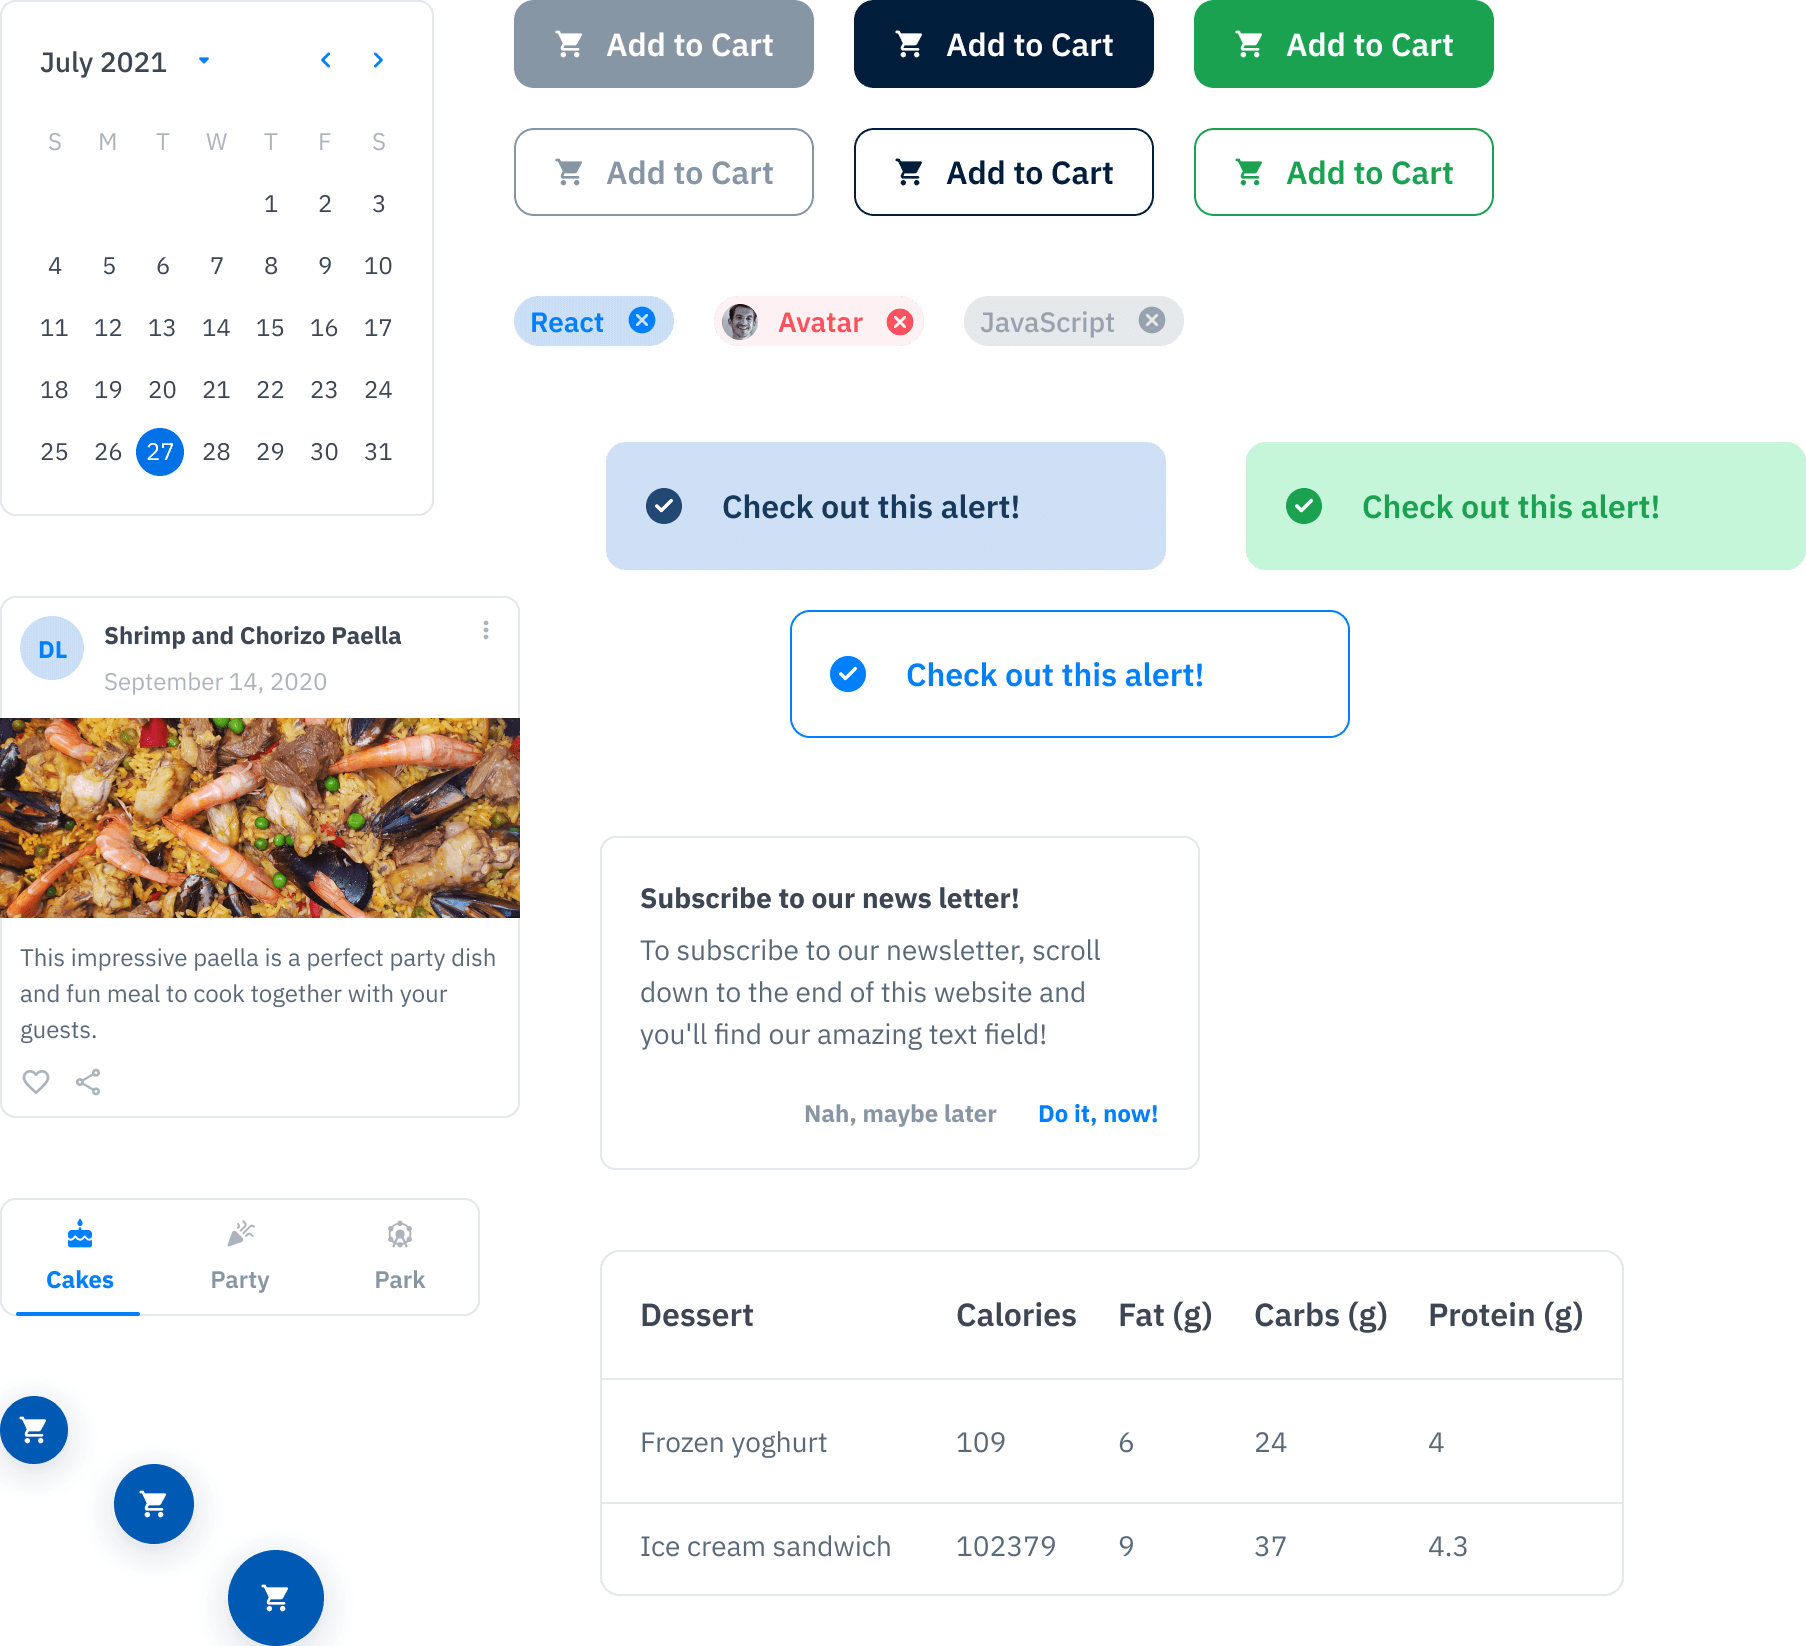 July 2021
S M T W T F S
1 2 3
4 5 6 7 8 9 10
11 12 13 14 15 16 17
18 19 20 21 22 23 24
25 26 27 28 29 30 31
Add to Cart
Add to Cart
Add to Cart
Add to Cart
Add to Cart
Add to Cart
React
Avatar
JavaScript
Check out this alert!
Check out this alert!
Check out this alert!
DL
Shrimp and Chorizo Paella
September 14, 2020
This impressive paella is a perfect party dish
and fun meal to cook together with your
guests.
Subscribe to our news letter!
To subscribe to our newsletter, scroll
down to the end of this website and
you'll find our amazing text field!
Nah, maybe later
Do it, now!
Cakes
Party
Park
Dessert Calories Fat (g) Carbs (g) Protein (g)
Frozen yoghurt 109 6 24 4
Ice cream sandwich 102379 9 37 4.3